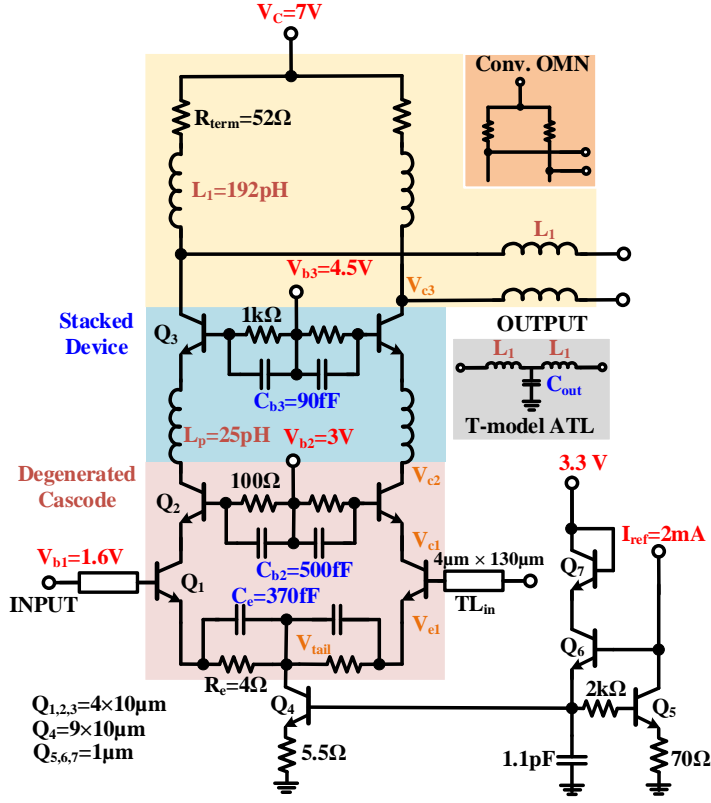 V_C=7V
Conv. OMN
R_term=52Ω
L_1=192pH
L_1
V_b3=4.5V
V_c3
OUTPUT
Stacked
Device
Q_3
1kΩ
C_b3=90fF
L_1 L_1
C_out
T-model ATL
L_p=25pH
V_b2=3V
Degenerated
Cascode
Q_2
100Ω
V_c2
3.3 V
V_b1=1.6V
INPUT
Q_1
C_b2=500fF
V_c1
4μm × 130μm
TL_in
I_ref=2mA
Q_7
C_e=370fF
V_tail
V_e1
Q_6
R_e=4Ω
Q_4
2kΩ
Q_5
Q_1,2,3=4×10μm
Q_4=9×10μm
Q_5,6,7=1μm
5.5Ω
1.1pF
70Ω